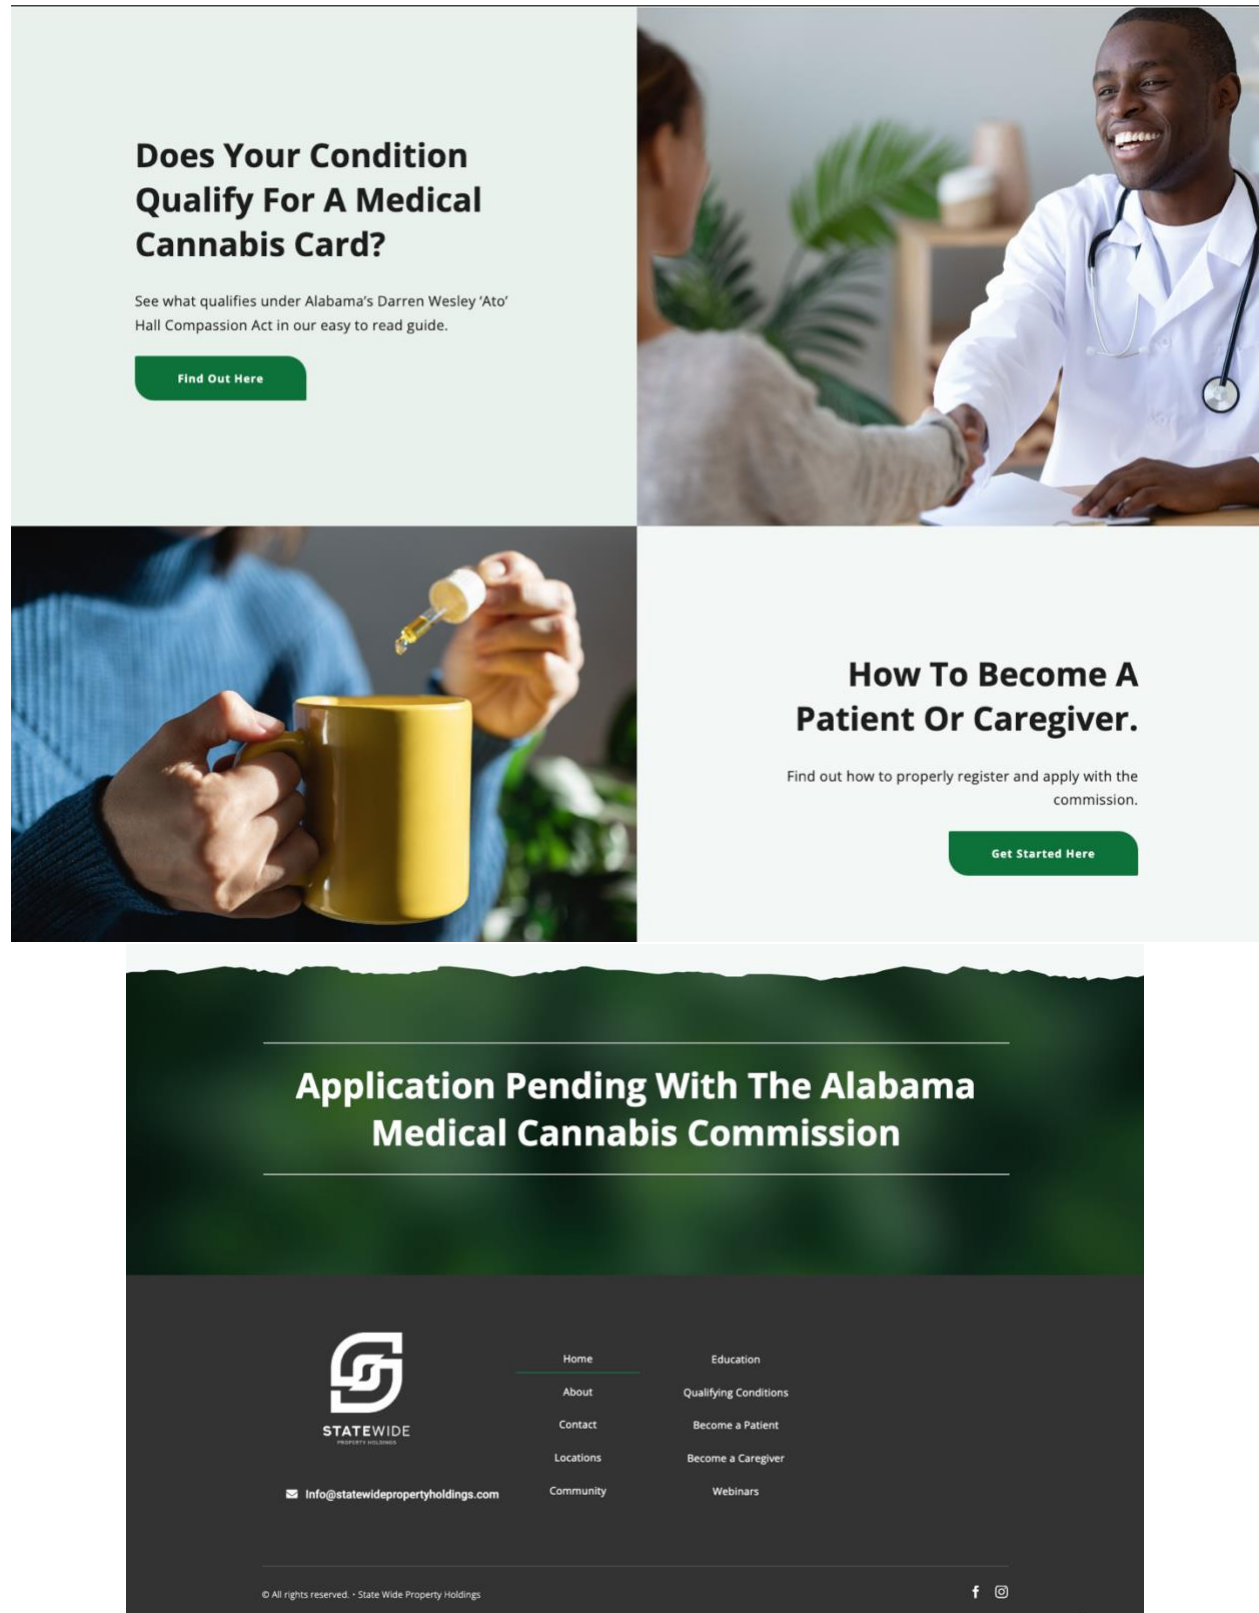 Does Your Condition
Qualify For A Medical
Cannabis Card?
See what qualifies under Alabama’s Darren Wesley ‘Ato’
Hall Compassion Act in our easy to read guide.
Find Out Here
How To Become A
Patient Or Caregiver.
Find out how to properly register and apply with the
commission.
Get Started Here
Application Pending With The Alabama
Medical Cannabis Commission
STATEWIDE
PROPERTY HOLDINGS
Info@statewidepropertyholdings.com
Home
About
Contact
Locations
Community
Education
Qualifying Conditions
Become a Patient
Become a Caregiver
Webinars
© All rights reserved. • State Wide Property Holdings